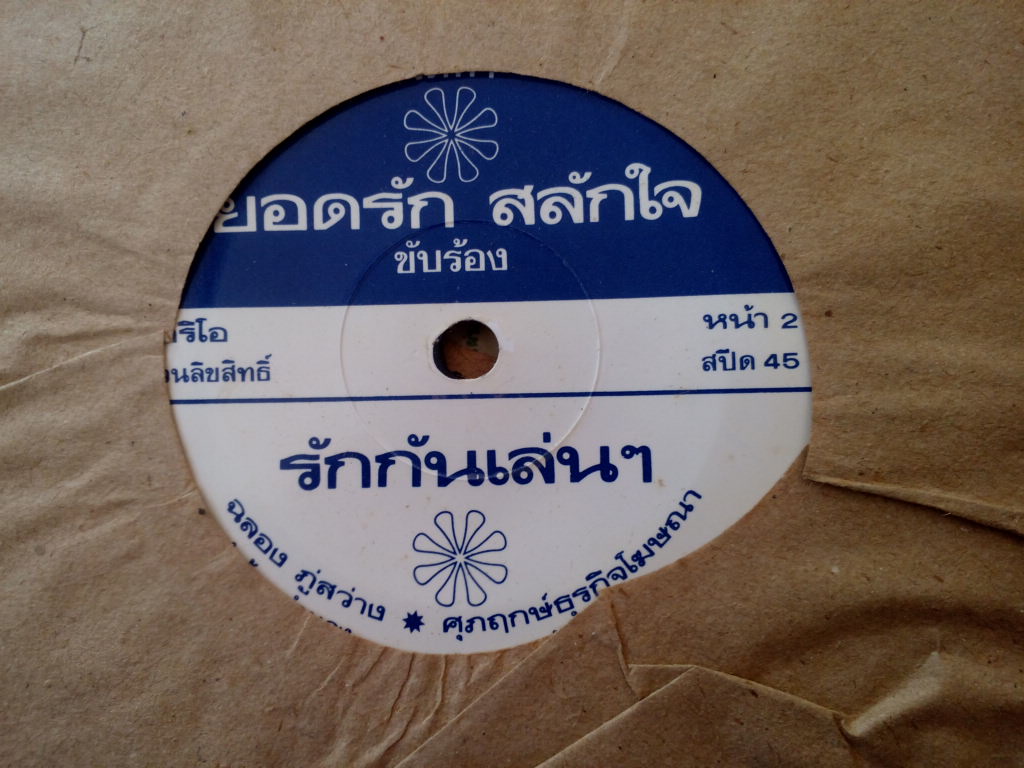 ยอดรัก สลักใจ
ขับร้อง
หน้า 2
สปีด 45
รักกันเล่นๆ
ฉลอง ภู่สว่าง ✷ ศุภฤกษ์ธุรกิจโฆษณา